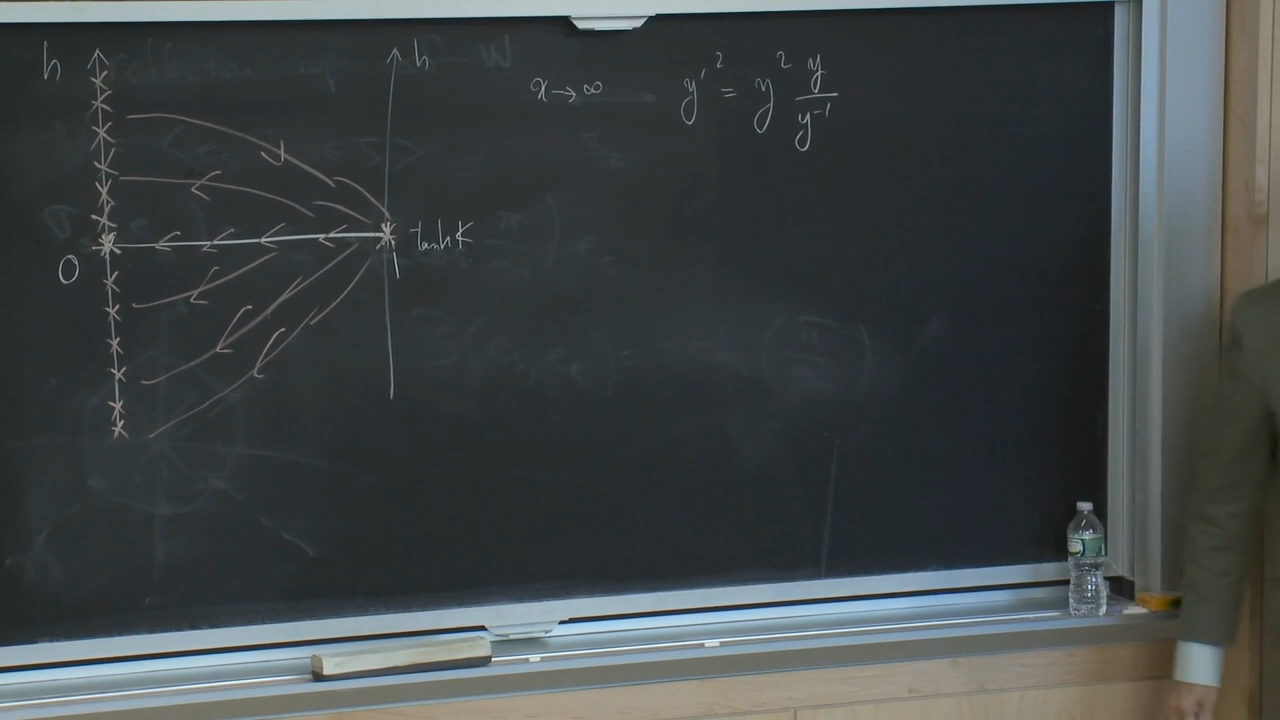 h
h
x → ∞ y'² = y² y/y⁻¹
tanh K
0
1